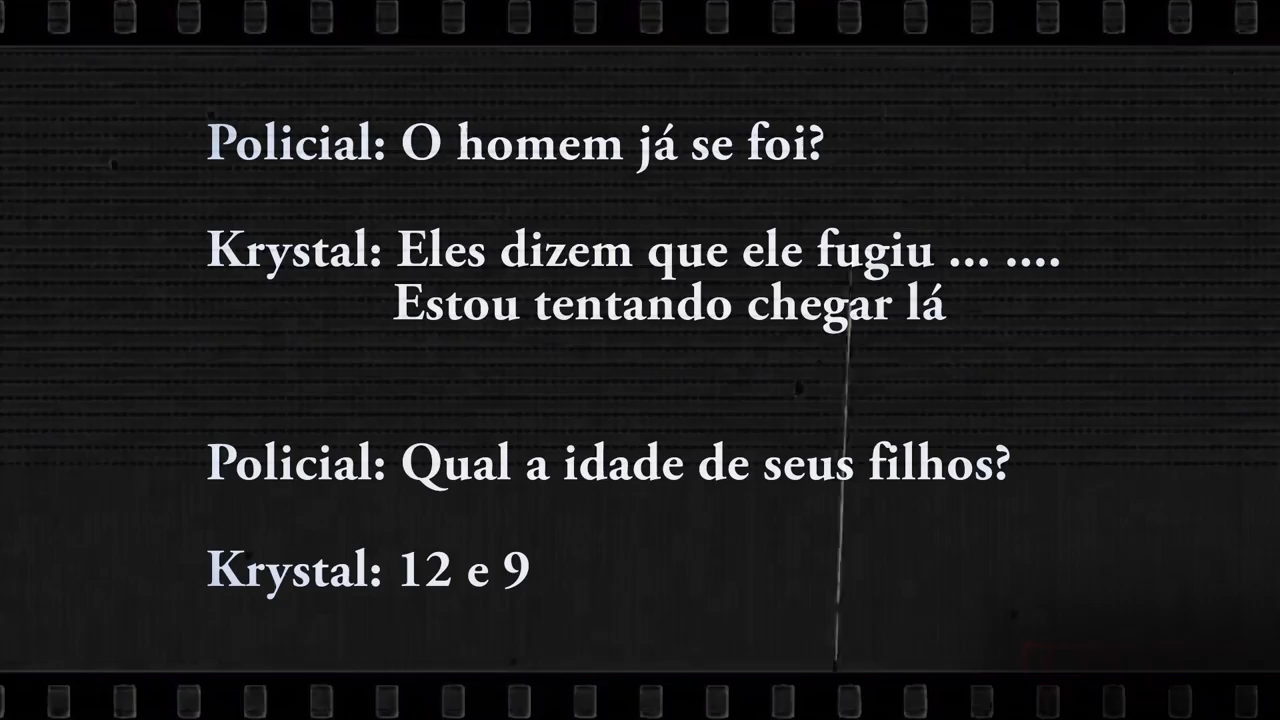 Policial: O homem já se foi?
Krystal: Eles dizem que ele fugiu ... ....
Estou tentando chegar lá
Policial: Qual a idade de seus filhos?
Krystal: 12 e 9